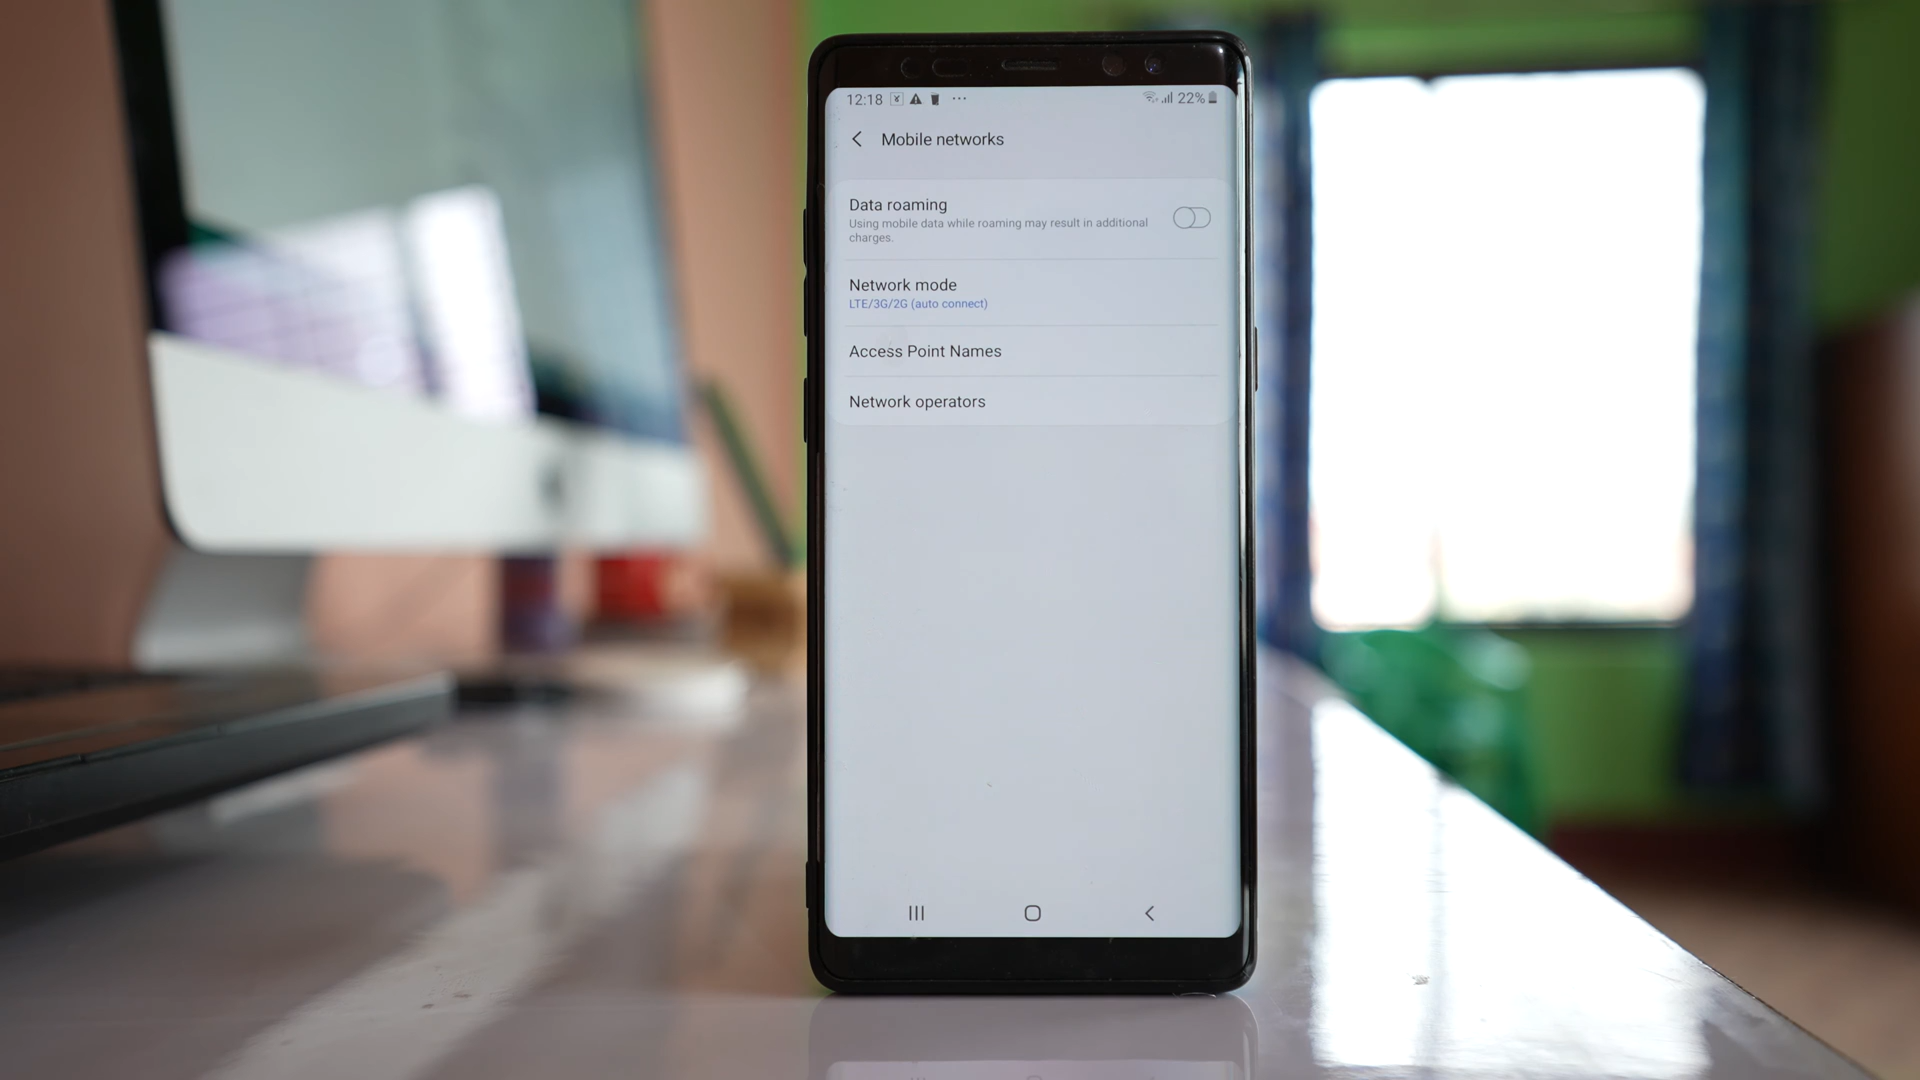 12:18 22%
Mobile networks
Data roaming
Using mobile data while roaming may result in additional
charges.
Network mode
LTE/3G/2G (auto connect)
Access Point Names
Network operators